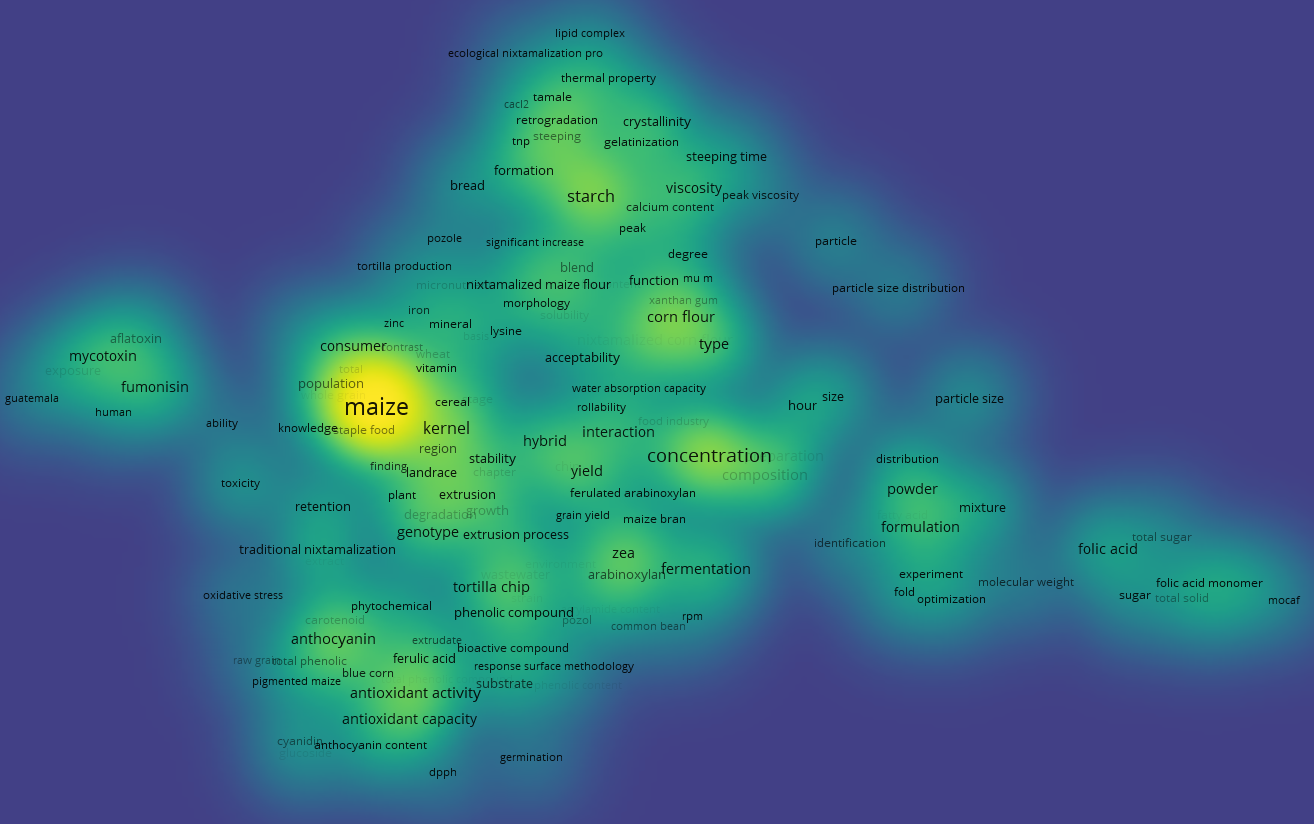 lipid complex
ecological nixtamalization pro
thermal property
tamale
cacl2
retrogradation
crystallinity
steeping
tnp
gelatinization
steeping time
formation
bread
starch
viscosity
peak viscosity
calcium content
peak
pozole
significant increase
particle
degree
tortilla production
blend
function
mu m
nixtamalized maize flour
particle size distribution
morphology
xanthan gum
iron
solubility
corn flour
zinc
mineral
lysine
aflatoxin
type
consumer
contrast
wheat
mycotoxin
acceptability
vitamin
total
exposure
population
fumonisin
water absorption capacity
guatemala
cereal
size
particle size
human
maize
rollability
hour
ability
food industry
knowledge
staple food
kernel
interaction
hybrid
region
concentration
stability
distribution
finding
landrace
chapter
yield
composition
toxicity
powder
plant
extrusion
ferulated arabinoxylan
retention
mixture
degradation
growth
grain yield
maize bran
formulation
genotype
extrusion process
total sugar
identification
traditional nixtamalization
zea
folic acid
wastewater
arabinoxylan
fermentation
experiment
molecular weight
folic acid monomer
tortilla chip
fold
oxidative stress
sugar
total solid
optimization
mocaf
phytochemical
phenolic compound
carotenoid
pozol
rpm
common bean
anthocyanin
extrudate
bioactive compound
raw grain
total phenolic
ferulic acid
response surface methodology
blue corn
pigmented maize
substrate
phenolic content
antioxidant activity
antioxidant capacity
cyanidin
anthocyanin content
glucoside
germination
dpph